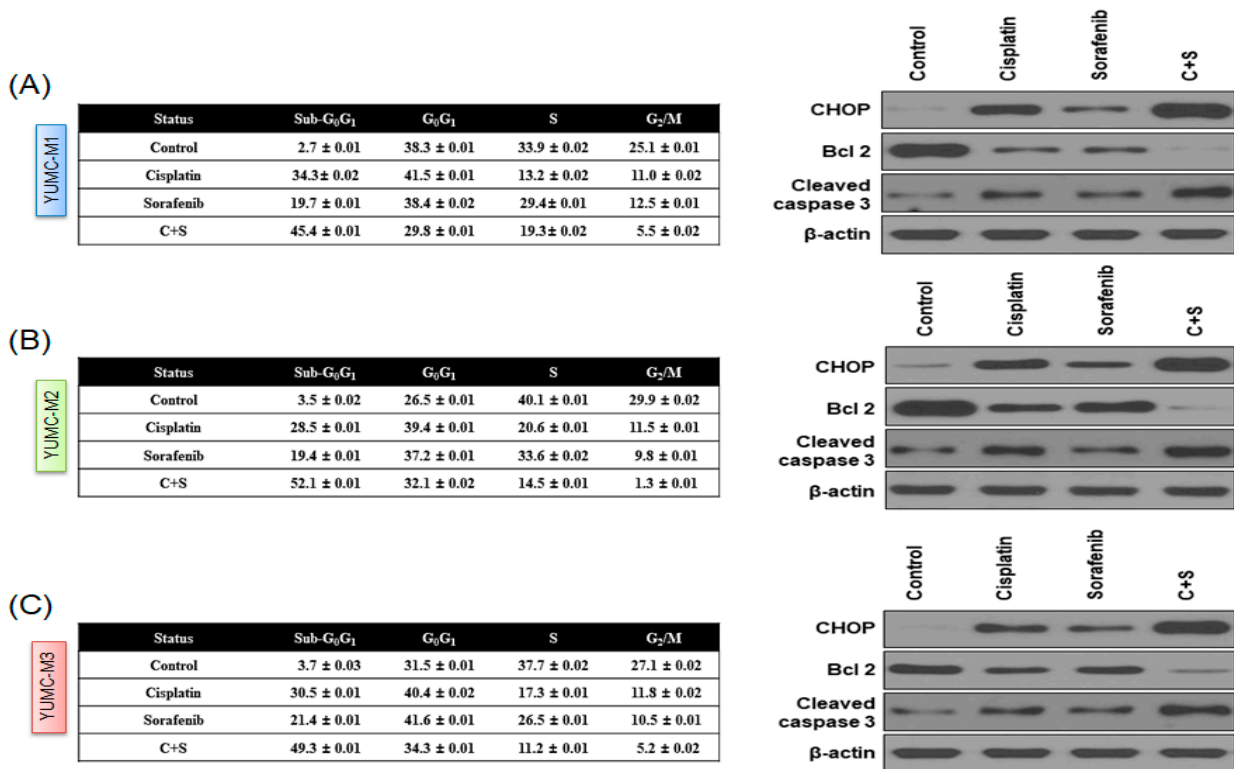 (A)
YUMC-M1
Status Sub-G₀G₁ G₀G₁ S G₂/M
Control 2.7 ± 0.01 38.3 ± 0.01 33.9 ± 0.02 25.1 ± 0.01
Cisplatin 34.3± 0.02 41.5 ± 0.01 13.2 ± 0.02 11.0 ± 0.02
Sorafenib 19.7 ± 0.01 38.4 ± 0.02 29.4± 0.01 12.5 ± 0.01
C+S 45.4 ± 0.01 29.8 ± 0.01 19.3± 0.02 5.5 ± 0.02
Control Cisplatin Sorafenib C+S
CHOP
Bcl 2
Cleaved
caspase 3
β-actin
(B)
YUMC-M2
Status Sub-G₀G₁ G₀G₁ S G₂/M
Control 3.5 ± 0.02 26.5 ± 0.01 40.1 ± 0.01 29.9 ± 0.02
Cisplatin 28.5 ± 0.01 39.4 ± 0.01 20.6 ± 0.01 11.5 ± 0.01
Sorafenib 19.4 ± 0.01 37.2 ± 0.01 33.6 ± 0.02 9.8 ± 0.01
C+S 52.1 ± 0.01 32.1 ± 0.02 14.5 ± 0.01 1.3 ± 0.01
Control Cisplatin Sorafenib C+S
CHOP
Bcl 2
Cleaved
caspase 3
β-actin
(C)
YUMC-M3
Status Sub-G₀G₁ G₀G₁ S G₂/M
Control 3.7 ± 0.03 31.5 ± 0.01 37.7 ± 0.02 27.1 ± 0.02
Cisplatin 30.5 ± 0.01 40.4 ± 0.02 17.3 ± 0.01 11.8 ± 0.02
Sorafenib 21.4 ± 0.01 41.6 ± 0.01 26.5 ± 0.01 10.5 ± 0.01
C+S 49.3 ± 0.01 34.3 ± 0.01 11.2 ± 0.01 5.2 ± 0.02
Control Cisplatin Sorafenib C+S
CHOP
Bcl 2
Cleaved
caspase 3
β-actin